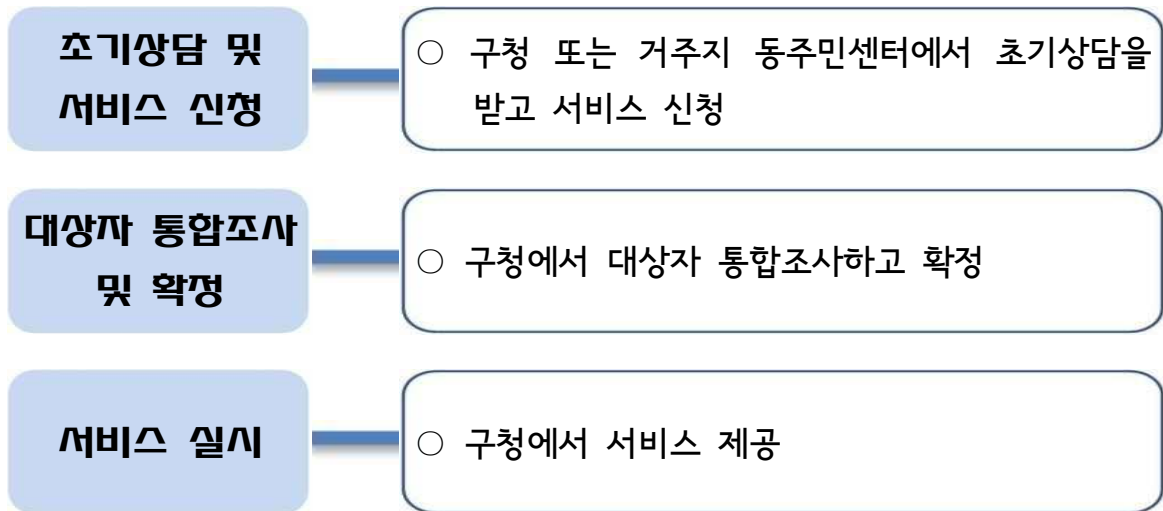 초기상담 및
서비스 신청
○ 구청 또는 거주지 동주민센터에서 초기상담을
받고 서비스 신청
대상자 통합조사
및 확정
○ 구청에서 대상자 통합조사하고 확정
서비스 실시
○ 구청에서 서비스 제공